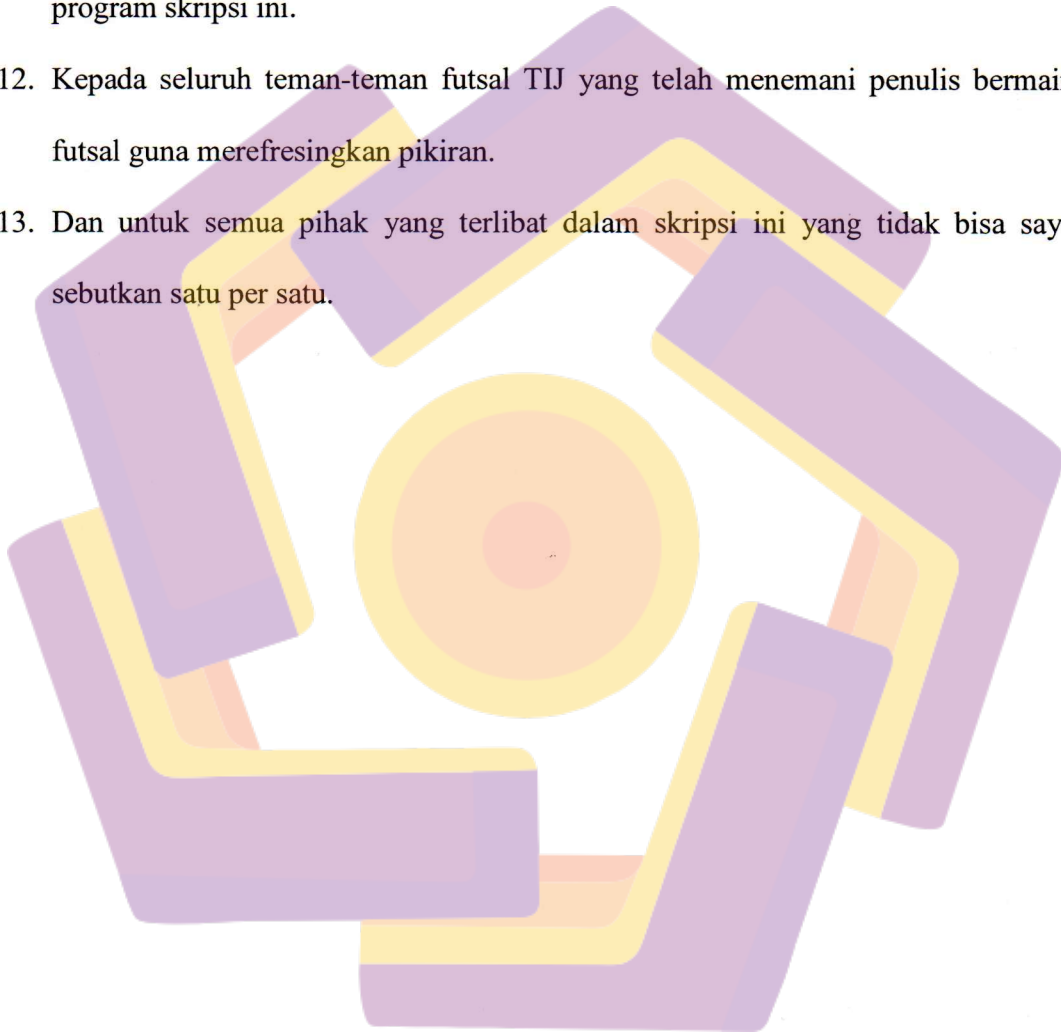 program skripsi ini.
12. Kepada seluruh teman-teman futsal TIJ yang telah menemani penulis bermai
futsal guna merefresingkan pikiran.
13. Dan untuk semua pihak yang terlibat dalam skripsi ini yang tidak bisa say
sebutkan satu per satu.